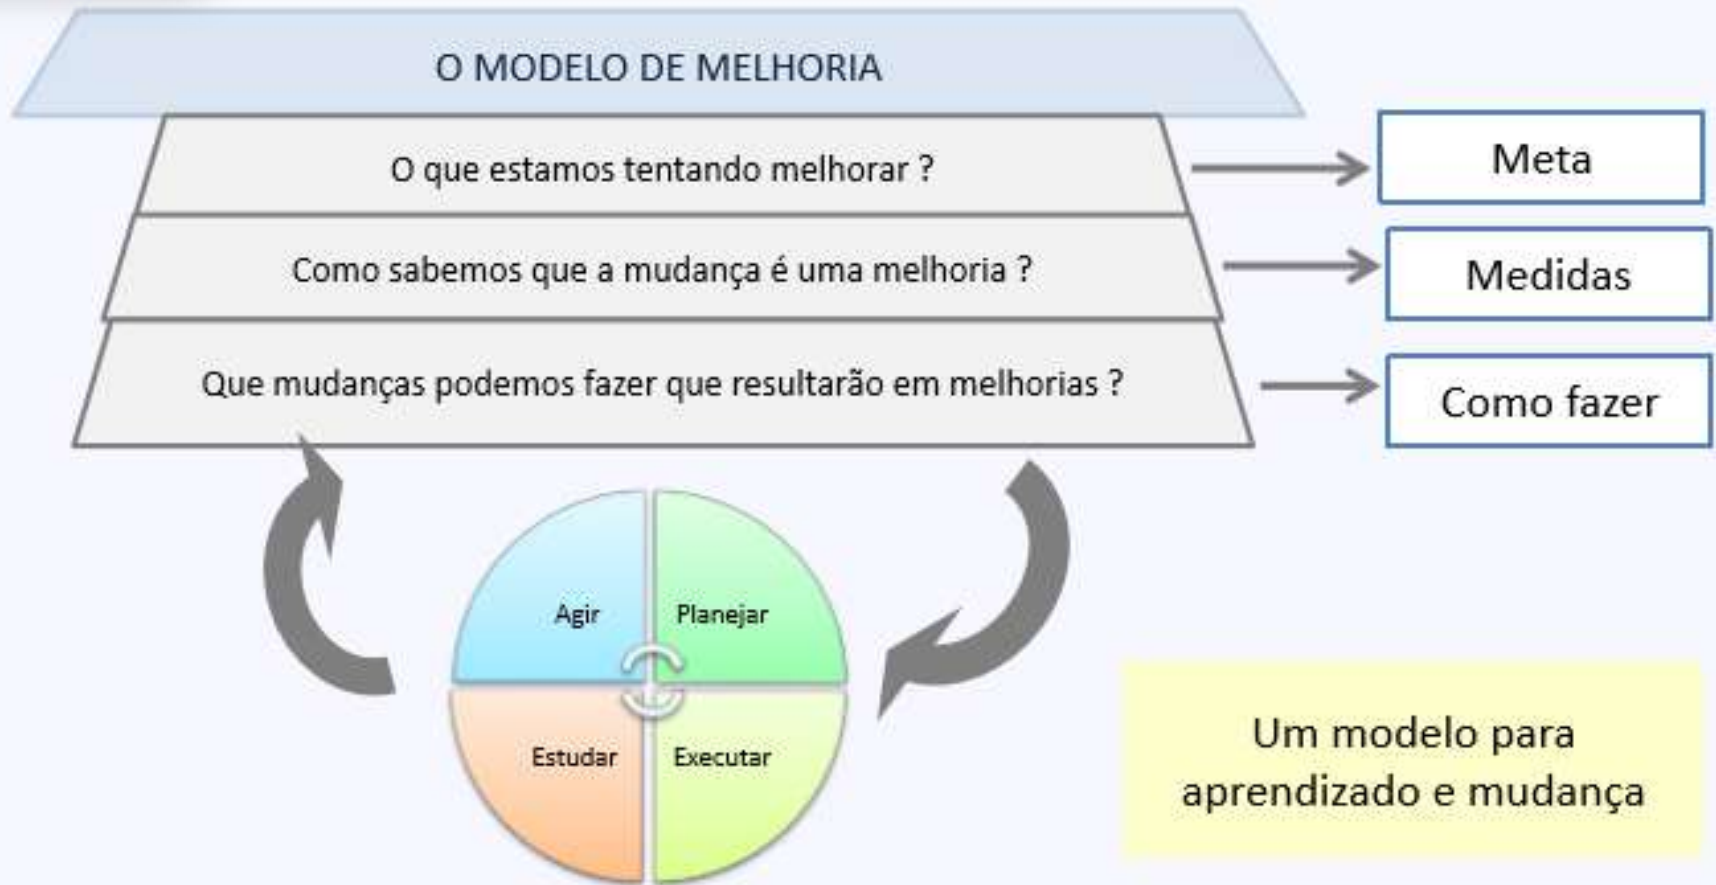 O MODELO DE MELHORIA
O que estamos tentando melhorar ?
Meta
Como sabemos que a mudança é uma melhoria ?
Medidas
Que mudanças podemos fazer que resultarão em melhorias ?
Como fazer
Agir
Planejar
Estudar
Executar
Um modelo para
aprendizado e mudança